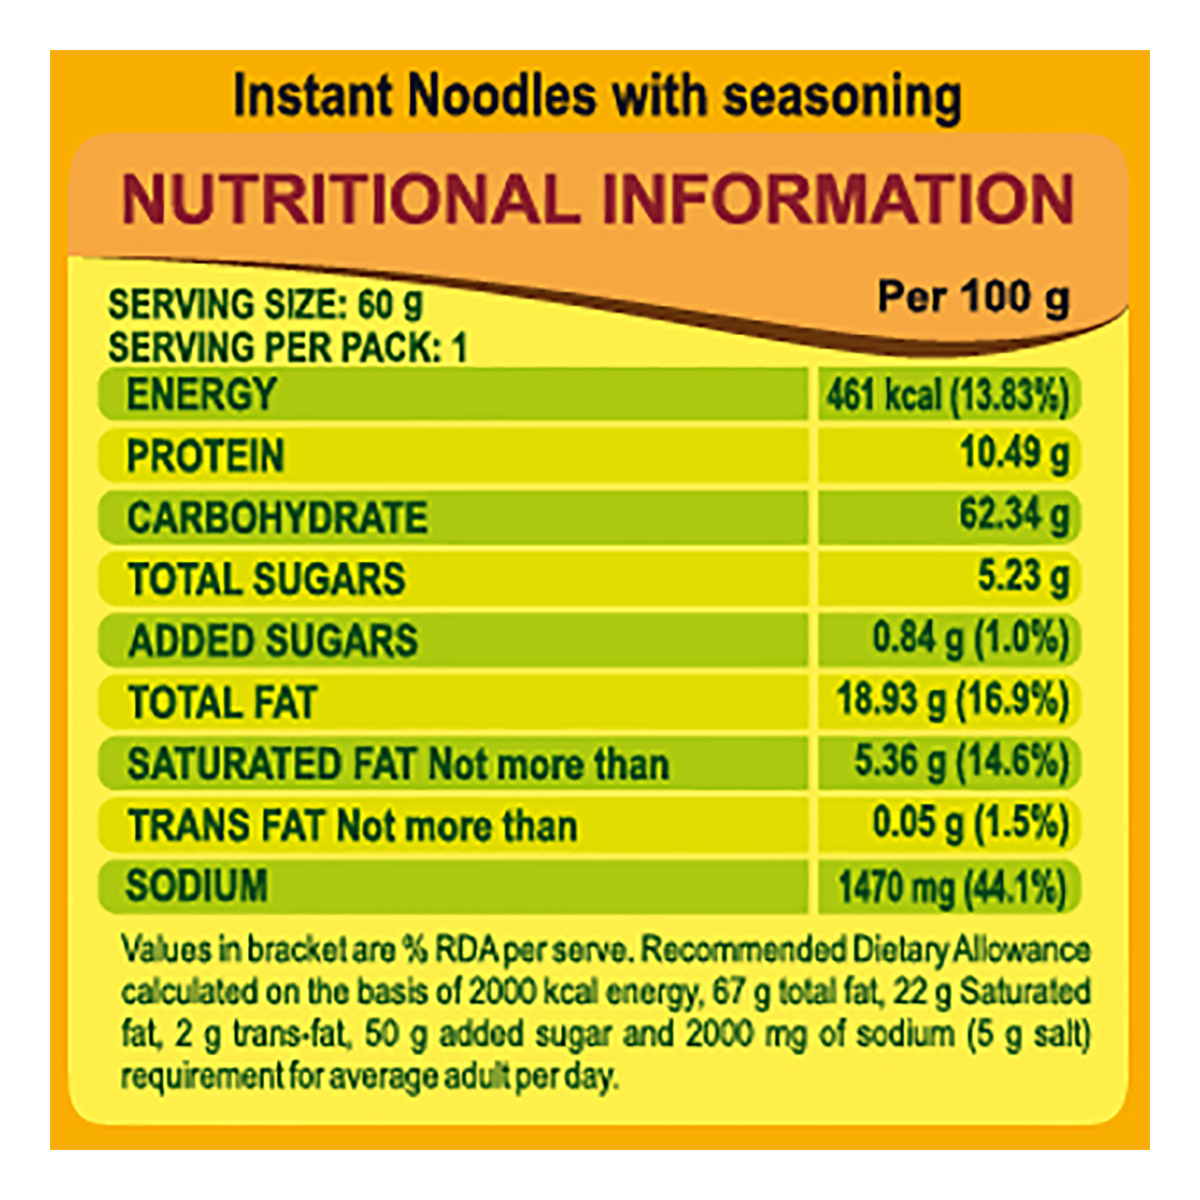 Instant Noodles with seasoning
NUTRITIONAL INFORMATION
SERVING SIZE: 60 g
Per 100 g
SERVING PER PACK: 1
ENERGY 461 kcal (13.83%)
PROTEIN 10.49 g
CARBOHYDRATE 62.34 g
TOTAL SUGARS 5.23 g
ADDED SUGARS 0.84 g (1.0%)
TOTAL FAT 18.93 g (16.9%)
SATURATED FAT Not more than 5.36 g (14.6%)
TRANS FAT Not more than 0.05 g (1.5%)
SODIUM 1470 mg (44.1%)
Values in bracket are % RDA per serve. Recommended Dietary Allowance
calculated on the basis of 2000 kcal energy, 67 g total fat, 22 g Saturated
fat, 2 g trans-fat, 50 g added sugar and 2000 mg of sodium (5 g salt)
requirement for average adult per day.